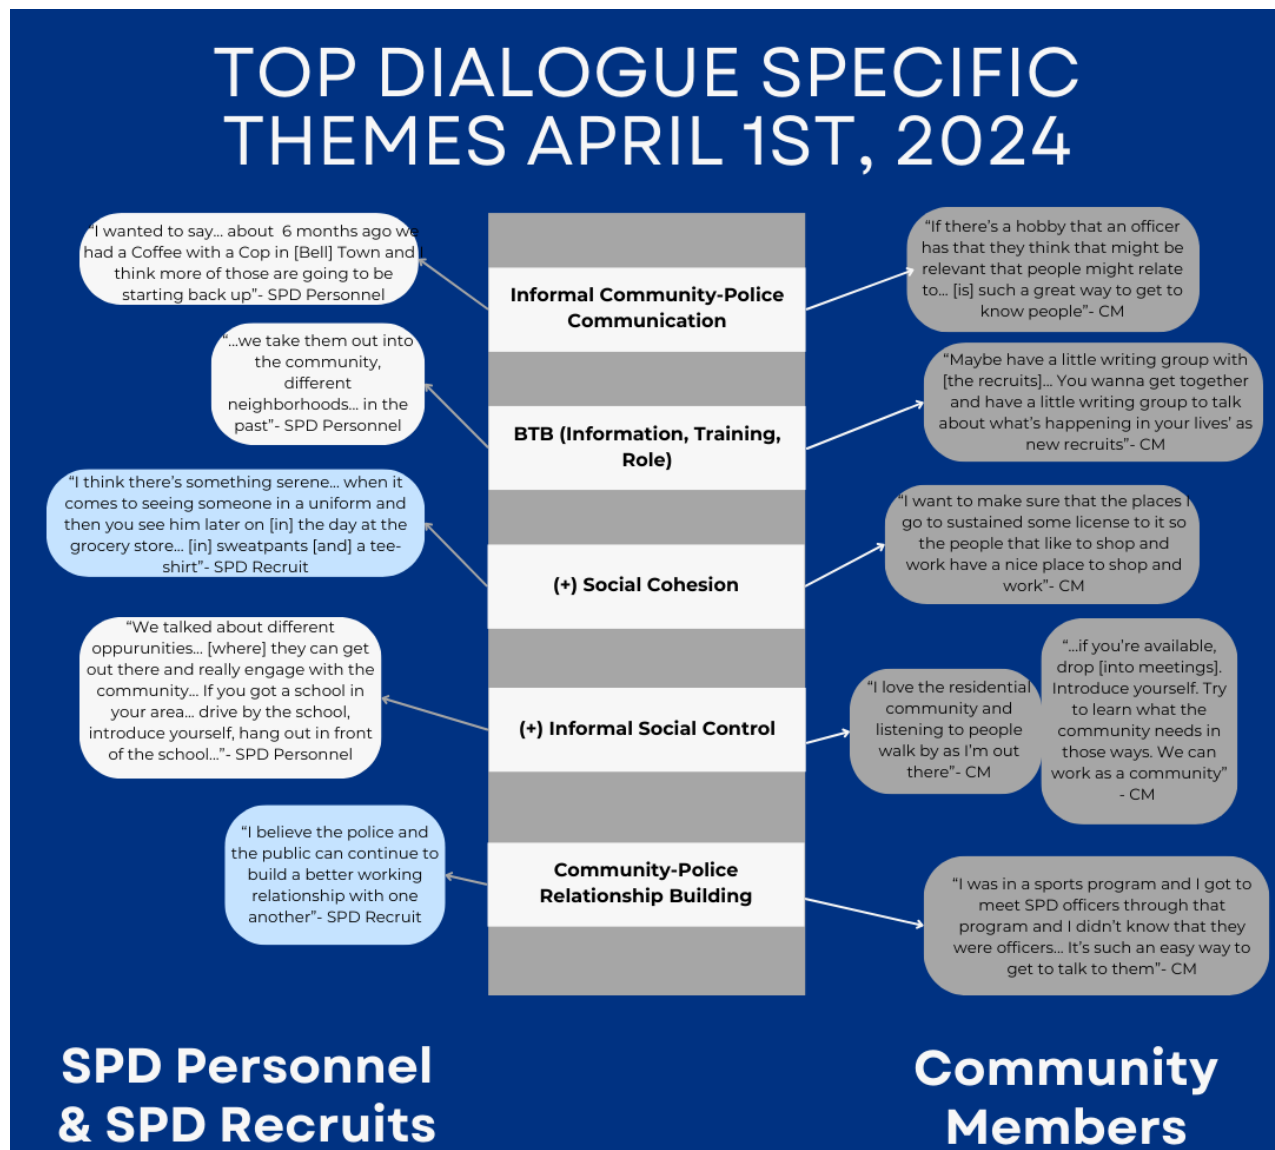 TOP DIALOGUE SPECIFIC
THEMES APRIL 1ST, 2024
“I wanted to say... about  6 months ago we
had a Coffee with a Cop in [Bell] Town and I
think more of those are going to be
starting back up”- SPD Personnel
Informal Community-Police
Communication
“If there’s a hobby that an officer
has that they think that might be
relevant that people might relate
to... [is] such a great way to get to
know people”- CM
“...we take them out into
the community,
different
neighborhoods... in the
past”- SPD Personnel
BTB (Information, Training,
Role)
“Maybe have a little writing group with
[the recruits]... You wanna get together
and have a little writing group to talk
about what’s happening in your lives’ as
new recruits”- CM
“I think there’s something serene... when it
comes to seeing someone in a uniform and
then you see him later on [in] the day at the
grocery store... [in] sweatpants [and] a tee-
shirt”- SPD Recruit
(+) Social Cohesion
“I want to make sure that the places I
go to sustained some license to it so
the people that like to shop and
work have a nice place to shop and
work”- CM
“We talked about different
oppurunities... [where] they can get
out there and really engage with the
community... If you got a school in
your area... drive by the school,
introduce yourself, hang out in front
of the school...”- SPD Personnel
(+) Informal Social Control
“I love the residential
community and
listening to people
walk by as I’m out
there”- CM
“...if you’re available,
drop [into meetings].
Introduce yourself. Try
to learn what the
community needs in
those ways. We can
work as a community”
- CM
“I believe the police and
the public can continue to
build a better working
relationship with one
another”- SPD Recruit
Community-Police
Relationship Building
“I was in a sports program and I got to
meet SPD officers through that
program and I didn’t know that they
were officers... It’s such an easy way to
get to talk to them”- CM
SPD Personnel
& SPD Recruits
Community
Members